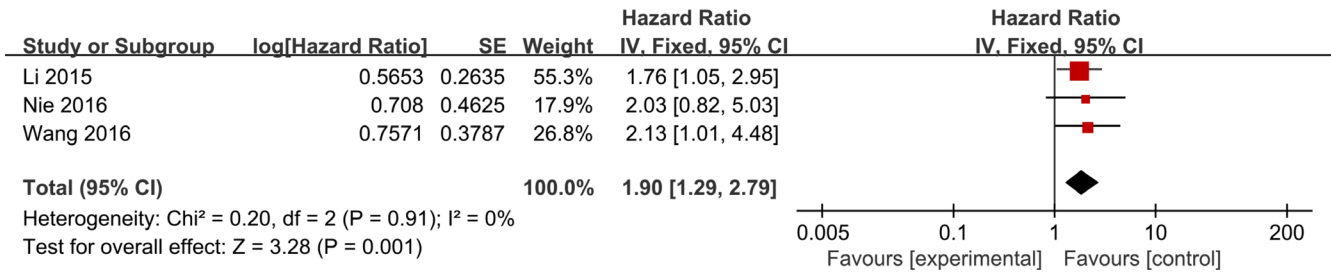 Hazard Ratio Hazard Ratio
Study or Subgroup log[Hazard Ratio] SE Weight IV, Fixed, 95% CI IV, Fixed, 95% CI
Li 2015 0.5653 0.2635 55.3% 1.76 [1.05, 2.95]
Nie 2016 0.708 0.4625 17.9% 2.03 [0.82, 5.03]
Wang 2016 0.7571 0.3787 26.8% 2.13 [1.01, 4.48]
Total (95% CI) 100.0% 1.90 [1.29, 2.79]
Heterogeneity: Chi² = 0.20, df = 2 (P = 0.91); I² = 0%
Test for overall effect: Z = 3.28 (P = 0.001)
0.005 0.1 1 10 200
Favours [experimental] Favours [control]